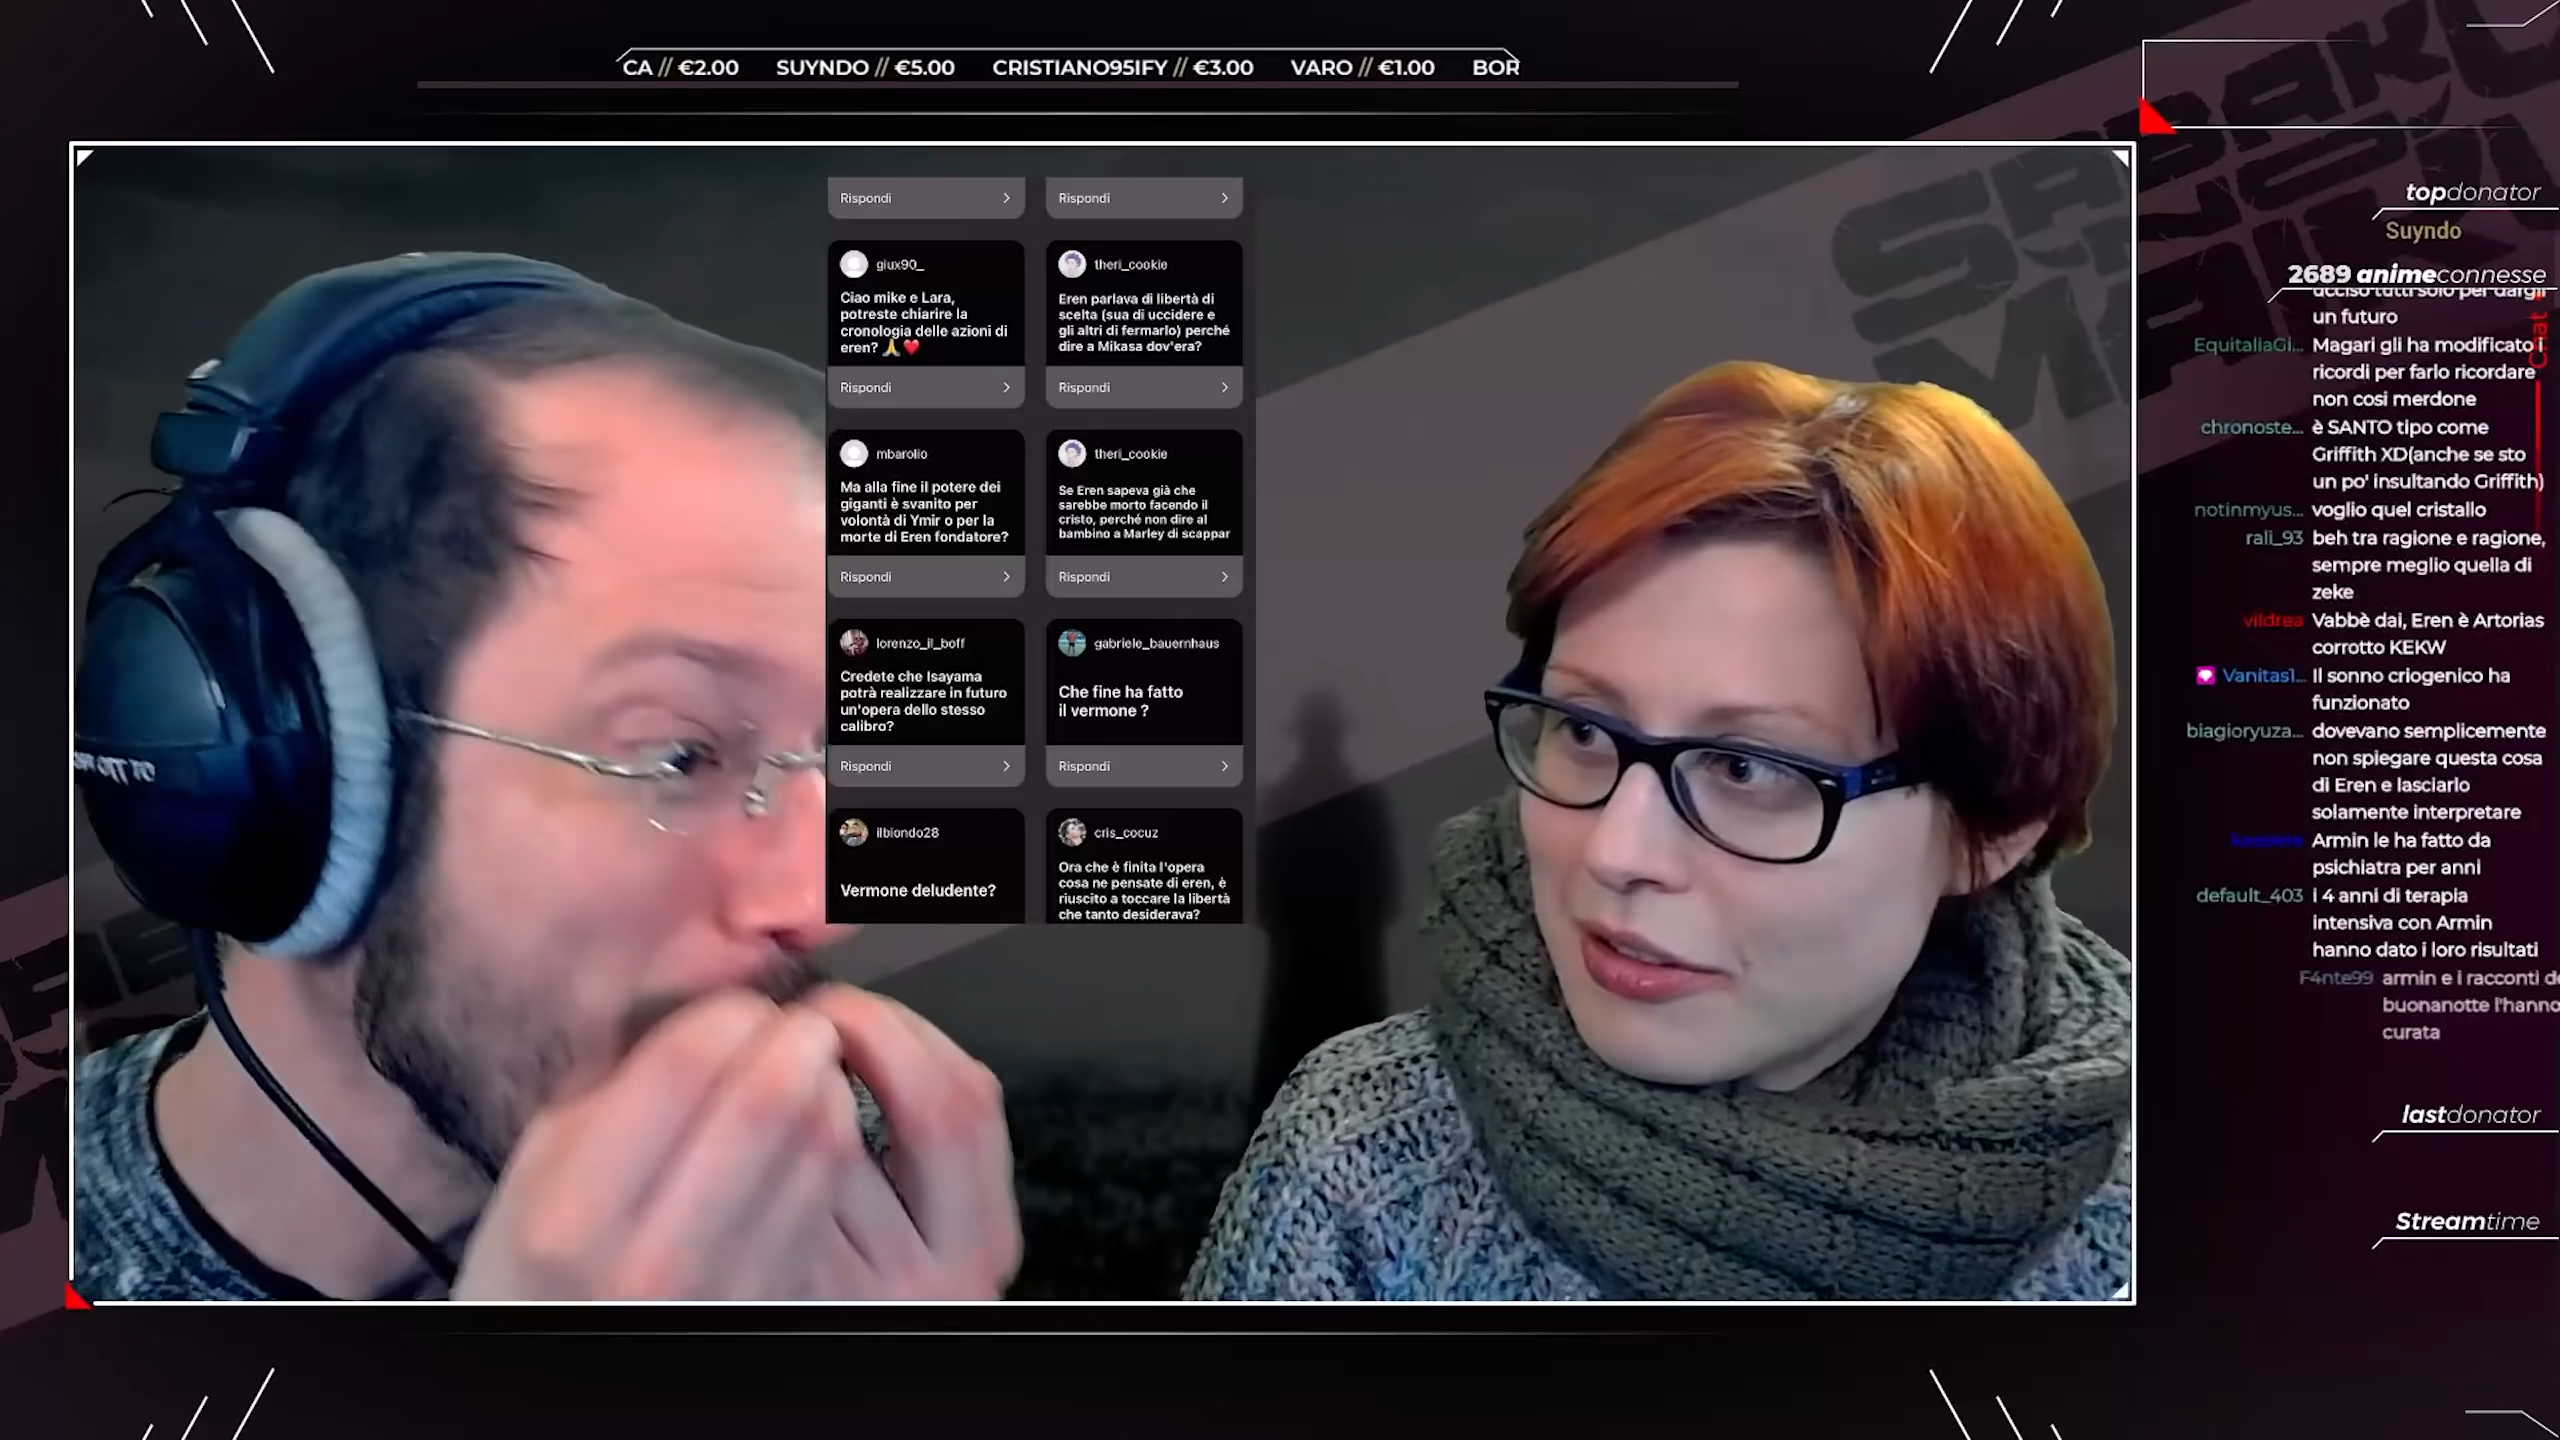 CA // €2.00 SUYNDO // €5.00 CRISTIANO95IFY // €3.00 VARO // €1.00 BOR
Rispondi
Rispondi
giux90_
Ciao mike e Lara,
potreste chiarire la
cronologia delle azioni di
eren? 🙏❤️
Rispondi
theri_cookie
Eren parlava di libertà di
scelta (sua di uccidere e
gli altri di fermarlo) perché
dire a Mikasa dov'era?
Rispondi
mbarolio
Ma alla fine il potere dei
giganti è svanito per
volontà di Ymir o per la
morte di Eren fondatore?
Rispondi
theri_cookie
Se Eren sapeva già che
sarebbe morto facendo il
cristo, perché non dire al
bambino a Marley di scappar
Rispondi
lorenzo_il_boff
Credete che Isayama
potrà realizzare in futuro
un'opera dello stesso
calibro?
Rispondi
gabriele_bauernhaus
Che fine ha fatto
il vermone ?
Rispondi
ilbiondo28
Vermone deludente?
cris_cocuz
Ora che è finita l'opera
cosa ne pensate di eren, è
riuscito a toccare la libertà
che tanto desiderava?
topdonator
Suyndo
2689 animeconnesse
ucciso tutti solo per dargli
un futuro
EquitaliaGi... Magari gli ha modificato i
ricordi per farlo ricordare
non cosi merdone
chronoste... è SANTO tipo come
Griffith XD(anche se sto
un po' insultando Griffith)
notinmyus... voglio quel cristallo
rali_93 beh tra ragione e ragione,
sempre meglio quella di
zeke
vildrea Vabbè dai, Eren è Artorias
corrotto KEKW
Vanitas1... Il sonno criogenico ha
funzionato
biagioryuza... dovevano semplicemente
non spiegare questa cosa
di Eren e lasciarlo
solamente interpretare
Armin le ha fatto da
psichiatra per anni
default_403 i 4 anni di terapia
intensiva con Armin
hanno dato i loro risultati
F4nte99 armin e i racconti de
buonanotte l'hanno
curata
lastdonator
Streamtime